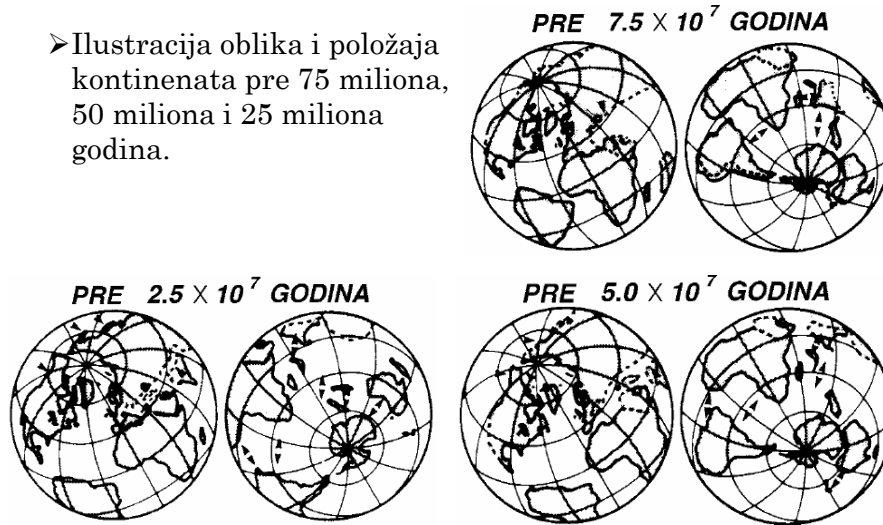 ➢Ilustracija oblika i položaja
kontinenata pre 75 miliona,
50 miliona i 25 miliona
godina.
PRE 7.5 × 10⁷ GODINA
PRE 2.5 × 10⁷ GODINA
PRE 5.0 × 10⁷ GODINA